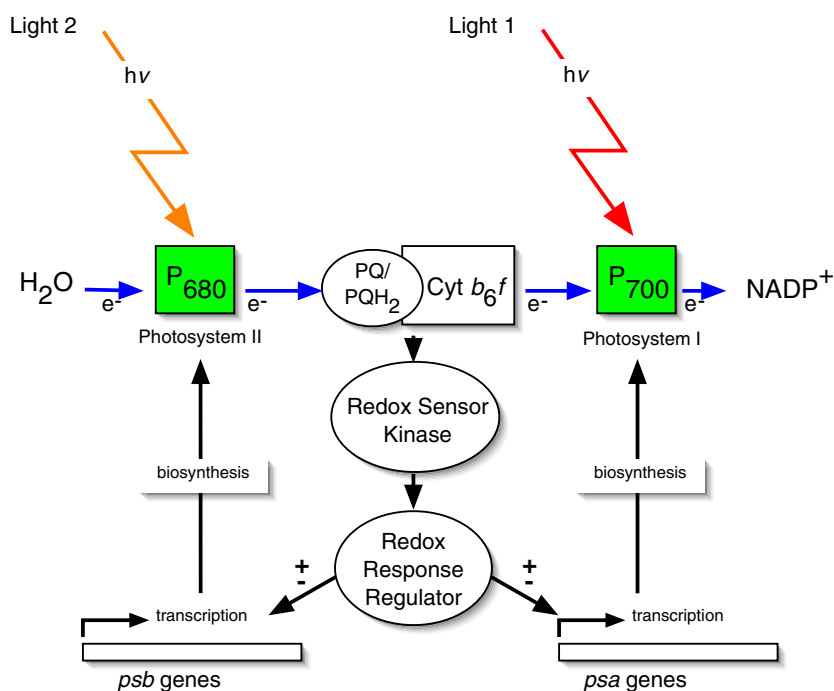 Light 2
Light 1
hν
hν
H₂O
e-
P₆₈₀
e-
PQ/
PQH₂
Cyt b₆f
e-
P₇₀₀
e-
NADP⁺
Photosystem II
Photosystem I
Redox Sensor
Kinase
biosynthesis
biosynthesis
Redox
Response
Regulator
+
-
+
-
transcription
transcription
psb genes
psa genes